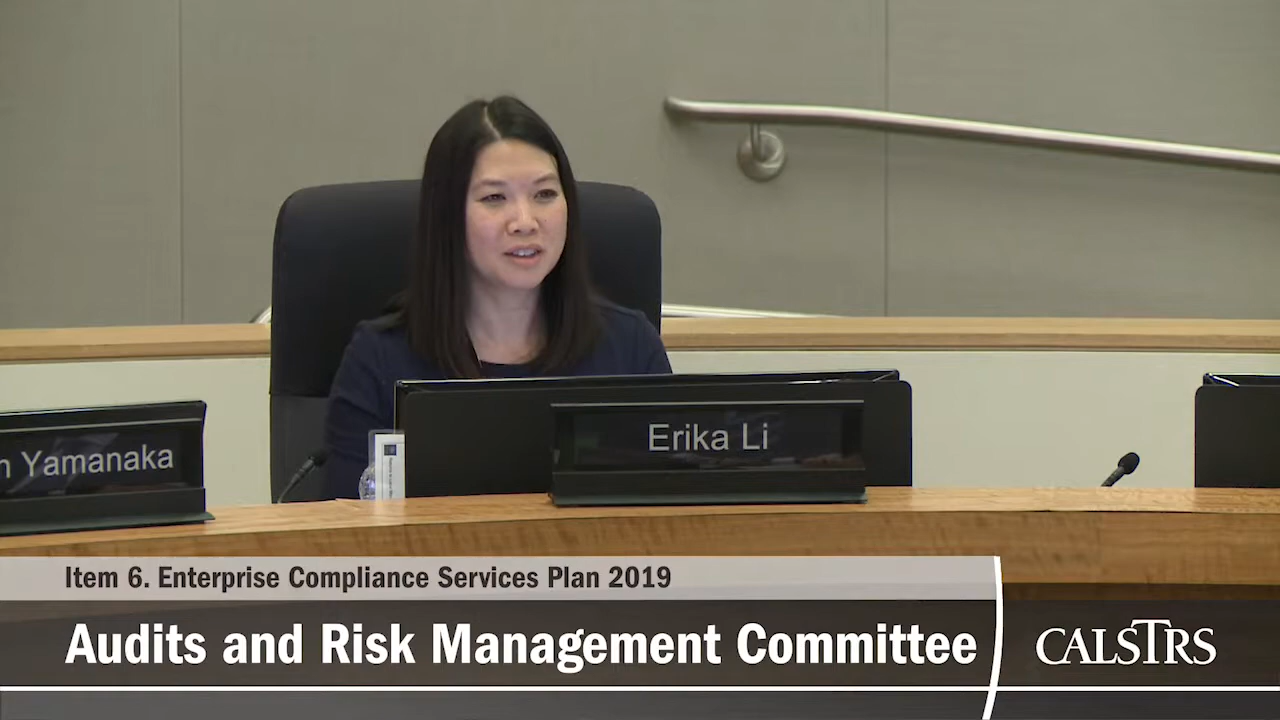 n Yamanaka
Erika Li
Item 6. Enterprise Compliance Services Plan 2019
Audits and Risk Management Committee
CALSTRS